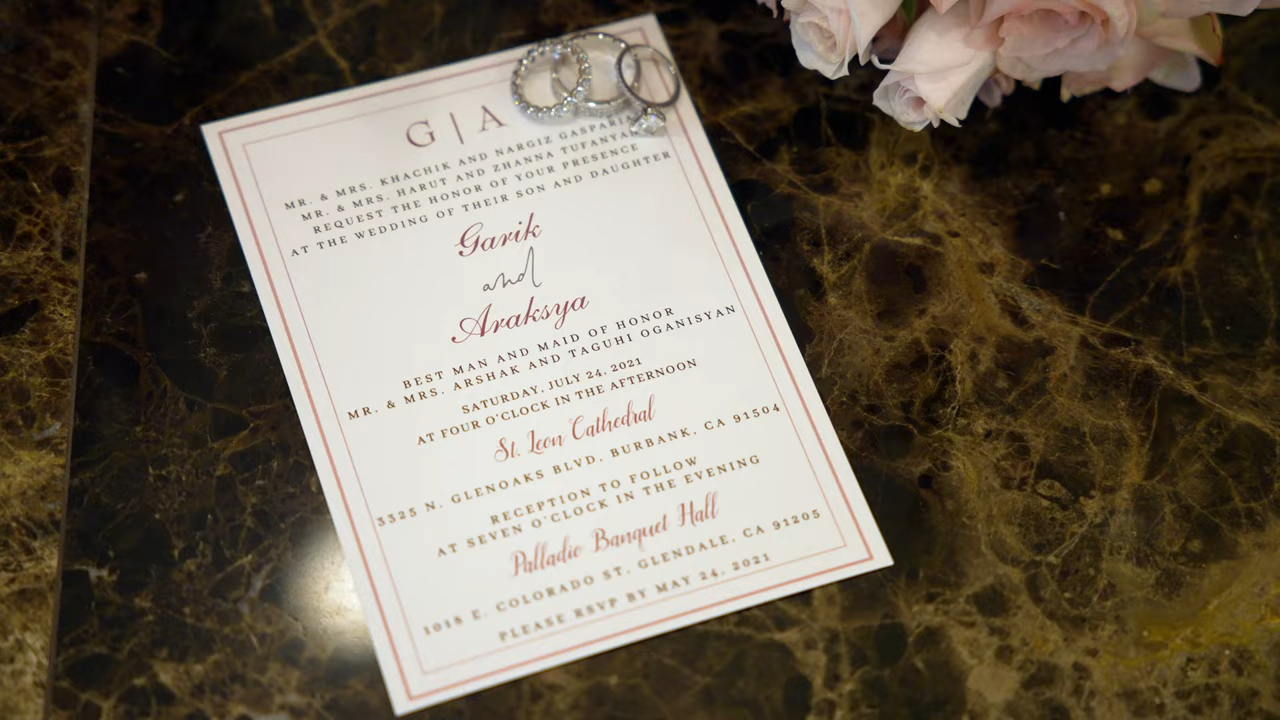 G | A
MR. & MRS. KHACHIK AND NARGIZ
MR. & MRS. HARUT AND ZHANNA
REQUEST THE HONOR OF YOUR PRESENCE
AT THE WEDDING OF THEIR SON AND DAUGHTER
Garik
and
Araksya
BEST MAN AND MAID OF HONOR
MR. & MRS. ARSHAK AND TAGUHI OGANISYAN
SATURDAY, JULY 24, 2021
AT FOUR O'CLOCK IN THE AFTERNOON
St. Leon Cathedral
3325 N. GLENOAKS BLVD, BURBANK, CA 91504
RECEPTION TO FOLLOW
AT SEVEN O'CLOCK IN THE EVENING
Palladio Banquet Hall
1018 E. COLORADO ST. GLENDALE, CA 91205
PLEASE RSVP BY MAY 24, 2021